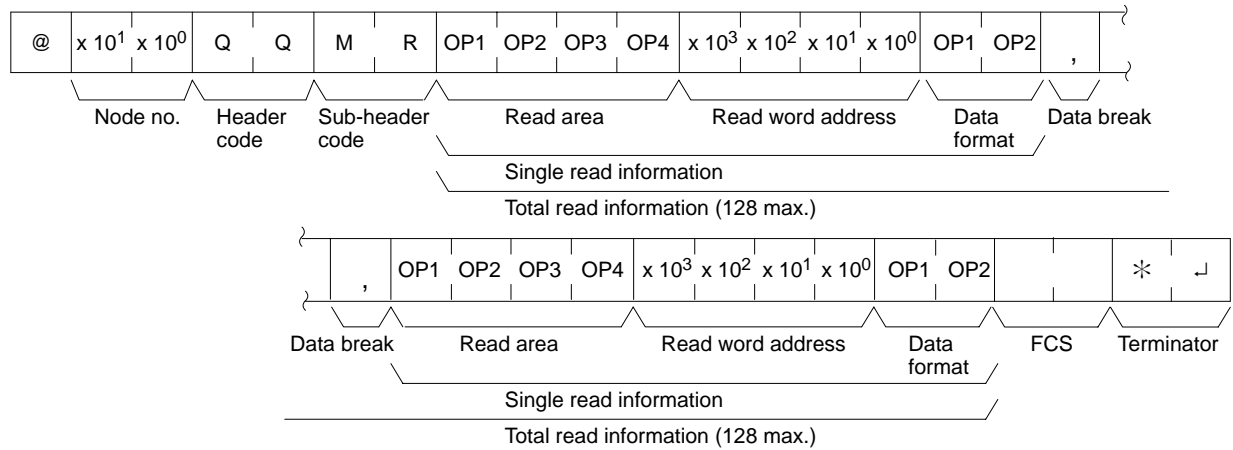 @ x 10¹ x 10⁰ Q Q M R OP1 OP2 OP3 OP4 x 10³ x 10² x 10¹ x 10⁰ OP1 OP2 ,
Node no. Header code Sub-header code Read area Read word address Data format Data break
Single read information
Total read information (128 max.)
, OP1 OP2 OP3 OP4 x 10³ x 10² x 10¹ x 10⁰ OP1 OP2 * ↵
Data break Read area Read word address Data format FCS Terminator
Single read information
Total read information (128 max.)